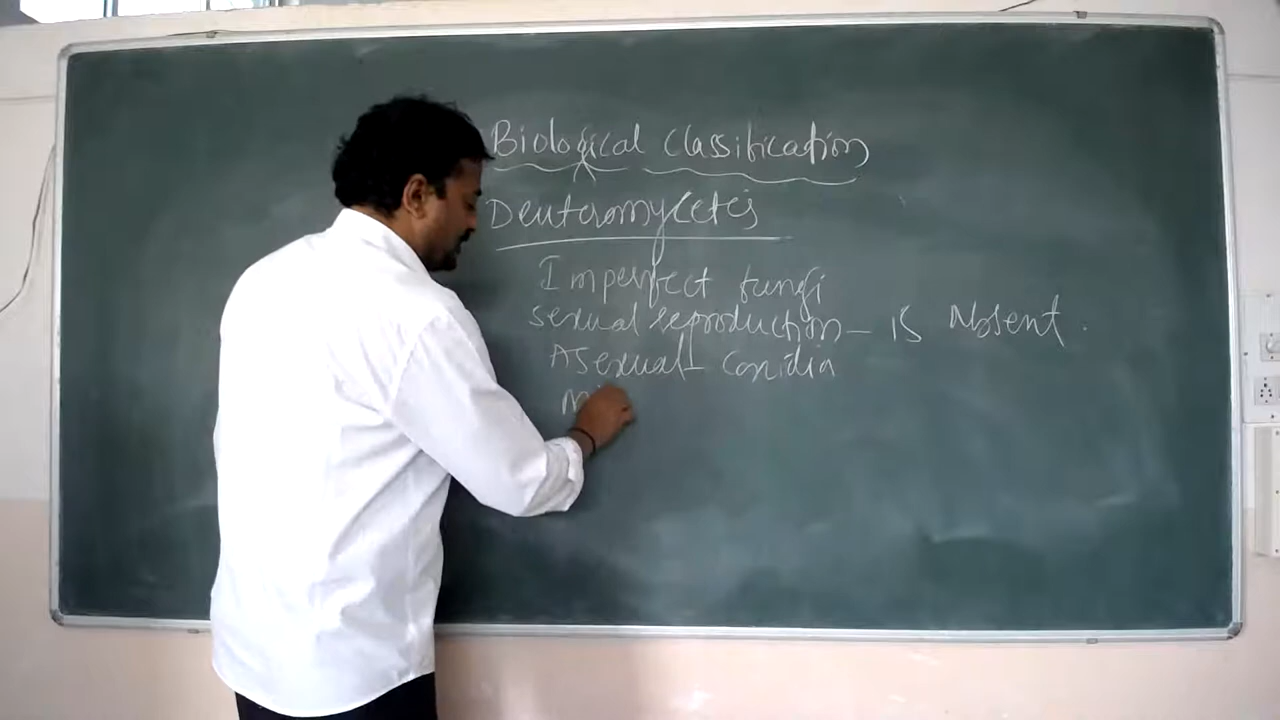 Biological Classification
Deuteromycetes
Imperfect fungi
sexual reproduction - is Absent.
Asexual - Conidia